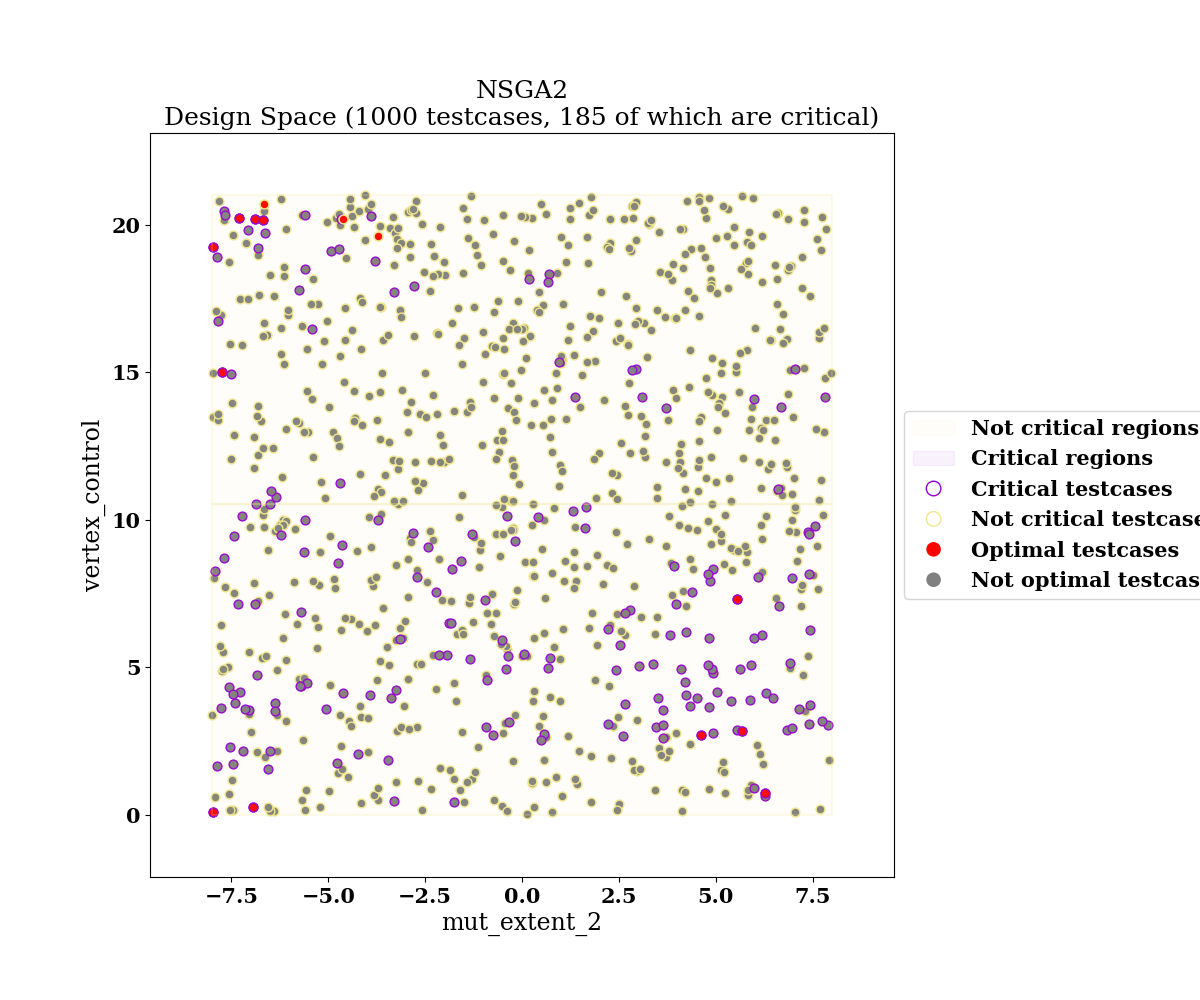 NSGA2
Design Space (1000 testcases, 185 of which are critical)
vertex_control
20
15
10
5
0
−7.5
−5.0
−2.5
0.0
2.5
5.0
7.5
mut_extent_2
Not critical regions
Critical regions
Critical testcases
Not critical testcase
Optimal testcases
Not optimal testcas